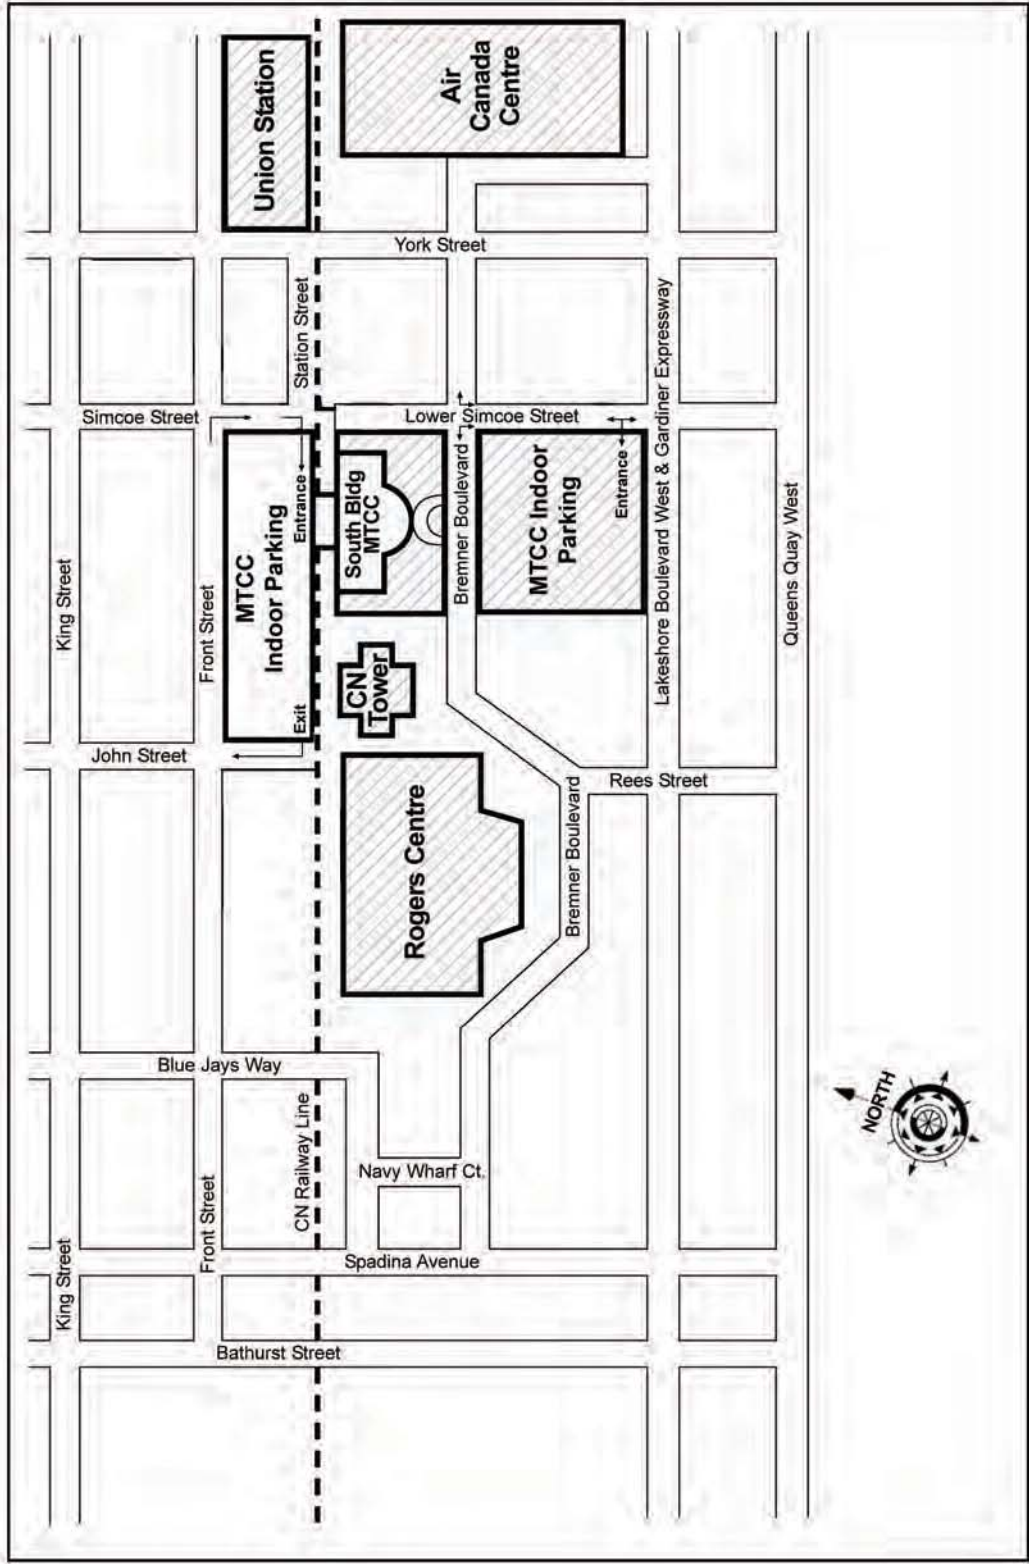 Union Station
Air
Canada
Centre
York Street
Station Street
Simcoe Street
Lower Simcoe Street
Lakeshore Boulevard West & Gardiner Expressway
Queens Quay West
King Street
Front Street
MTCC
Indoor Parking
Entrance
Exit
South Bldg
MTCC
Bremner Boulevard
MTCC Indoor
Parking
Entrance
CN
Tower
John Street
Rees Street
Rogers Centre
Bremner Boulevard
Blue Jays Way
CN Railway Line
Navy Wharf Ct.
Front Street
Spadina Avenue
King Street
Bathurst Street
NORTH